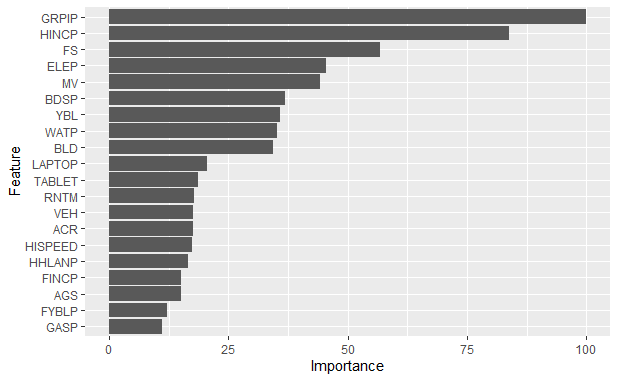 GRPIP
HINCP
FS
ELEP
MV
BDSP
YBL
WATP
BLD
LAPTOP
TABLET
RNTM
VEH
ACR
HISPEED
HHLANP
FINCP
AGS
FYBLP
GASP
Feature
0 25 50 75 100
Importance